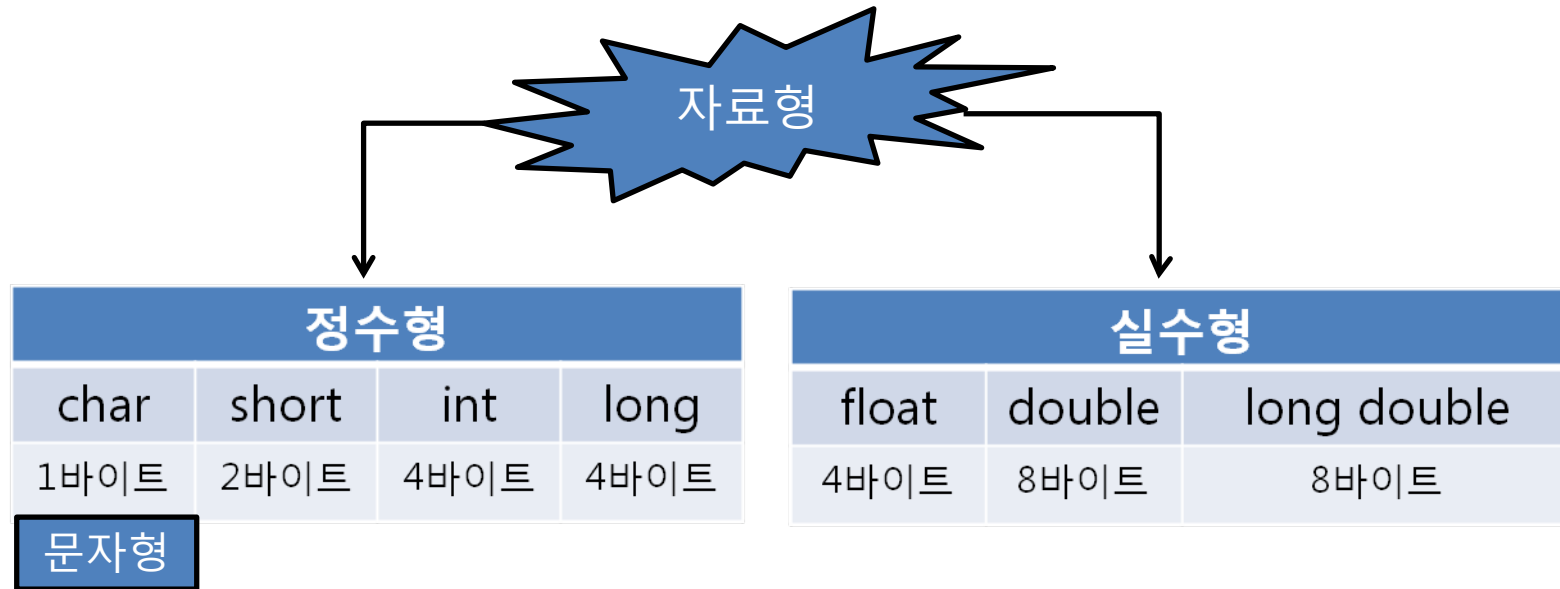 자료형
정수형
char short int long
1바이트 2바이트 4바이트 4바이트
문자형
실수형
float double long double
4바이트 8바이트 8바이트